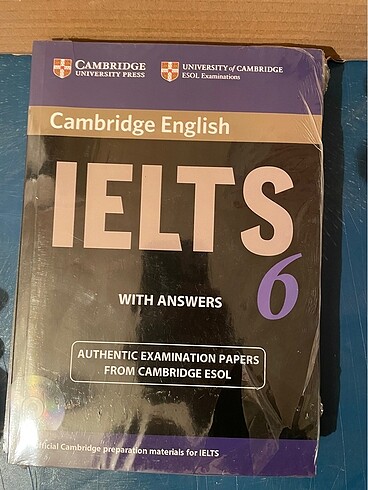 CAMBRIDGE
UNIVERSITY PRESS
UNIVERSITY of CAMBRIDGE
ESOL Examinations
Cambridge English
IELTS
6
WITH ANSWERS
AUTHENTIC EXAMINATION PAPERS
FROM CAMBRIDGE ESOL
Official Cambridge preparation materials for IELTS